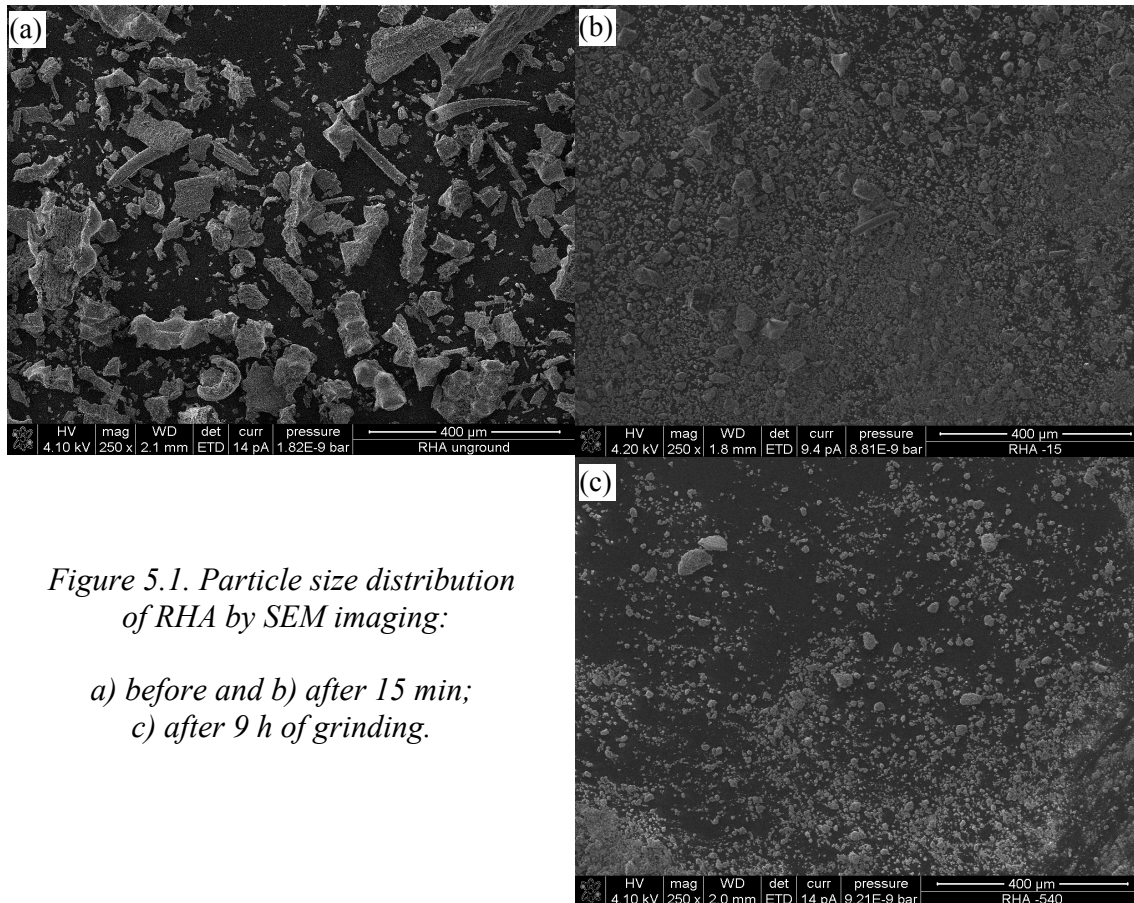 (a)
HV mag WD det curr pressure 400 µm
4.10 kV 250 x 2.1 mm ETD 14 pA 1.82E-9 bar RHA unground
(b)
HV mag WD det curr pressure 400 µm
4.20 kV 250 x 1.8 mm ETD 9.4 pA 8.81E-9 bar RHA -15
(c)
HV mag WD det curr pressure 400 µm
4.10 kV 250 x 2.0 mm ETD 14 pA 9.21E-9 bar RHA -540
Figure 5.1. Particle size distribution
of RHA by SEM imaging:
a) before and b) after 15 min;
c) after 9 h of grinding.